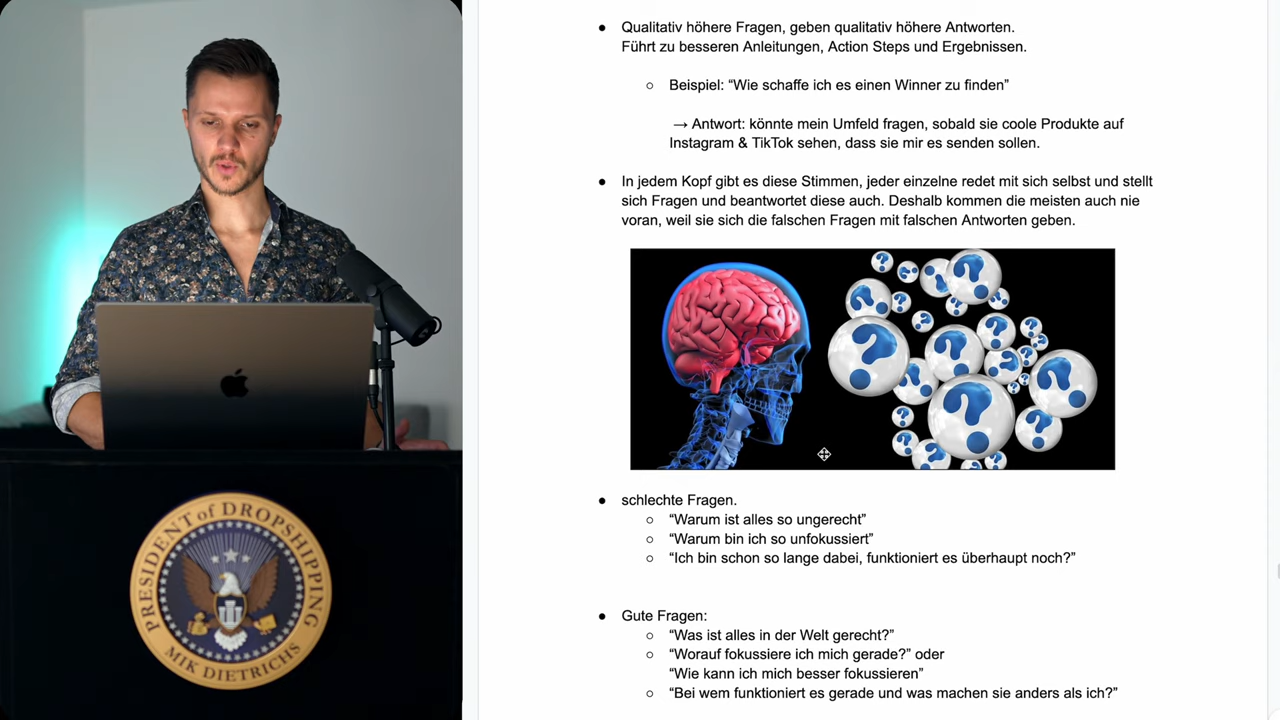 ● Qualitativ höhere Fragen, geben qualitativ höhere Antworten.
Führt zu besseren Anleitungen, Action Steps und Ergebnissen.
○ Beispiel: “Wie schaffe ich es einen Winner zu finden”
→ Antwort: könnte mein Umfeld fragen, sobald sie coole Produkte auf
Instagram & TikTok sehen, dass sie mir es senden sollen.
● In jedem Kopf gibt es diese Stimmen, jeder einzelne redet mit sich selbst und stellt
sich Fragen und beantwortet diese auch. Deshalb kommen die meisten auch nie
voran, weil sie sich die falschen Fragen mit falschen Antworten geben.
● schlechte Fragen.
○ “Warum ist alles so ungerecht”
○ “Warum bin ich so unfokussiert”
○ “Ich bin schon so lange dabei, funktioniert es überhaupt noch?”
● Gute Fragen:
○ “Was ist alles in der Welt gerecht?”
○ “Worauf fokussiere ich mich gerade?” oder
“Wie kann ich mich besser fokussieren”
○ “Bei wem funktioniert es gerade und was machen sie anders als ich?”
PRESIDENT of DROPSHIPPING
MIK DIETRICHS